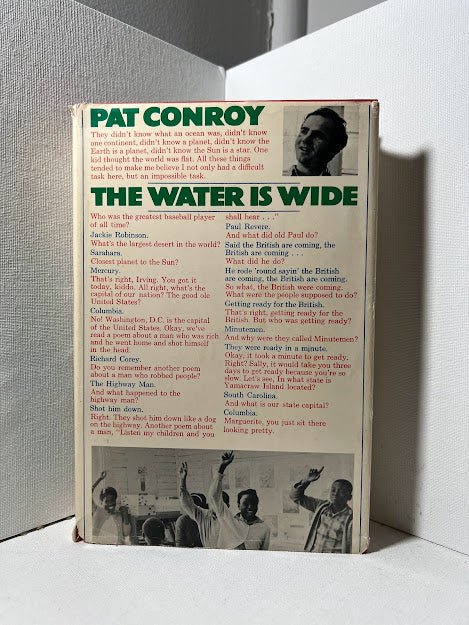 PAT CONROY
They didn't know what an ocean was, didn't know
one continent, didn't know a planet, didn't know the
Earth is a planet, didn't know the Sun is a star. One
kid thought the world was flat. All these things
tended to make me believe I not only had a difficult
task here, but an impossible task.
THE WATER IS WIDE
Who was the greatest baseball player
of all time?
Jackie Robinson.
What's the largest desert in the world?
Sarahara.
Closest planet to the Sun?
Mercury.
That's right, Irving. You got it
today, kiddo. All right, what's the
capital of our nation? The good ole
United States?
Columbia.
No! Washington, D.C. is the capital
of the United States. Okay, we've
read a poem about a man who was rich
and he went home and shot himself
in the head.
Richard Corey.
Do you remember another poem
about a man who robbed people?
The Highway Man.
And what happened to the
highway man?
Shot him down.
Right. They shot him down like a dog
on the highway. Another poem about
a man, "Listen my children and you
shall hear . . ."
Paul Revere.
And what did old Paul do?
Said the British are coming, the
British are coming . . .
What did he do?
He rode 'round sayin' the British
are coming, the British are coming.
So what, the British were coming.
What were the people supposed to do?
Getting ready for the British.
That's right, getting ready for the
British. But who was getting ready?
Minutemen.
And why were they called Minutemen?
They were ready in a minute.
Okay, it took a minute to get ready.
Right? Sally, it would take you three
days to get ready because you're so
slow. Let's see, In what state is
Yamacraw Island located?
South Carolina.
And what is our state capital?
Columbia.
Marguerite, you just sit there
looking pretty.